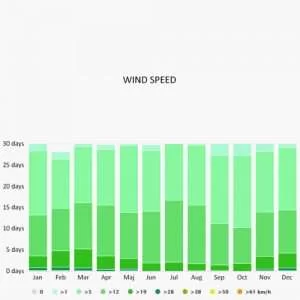 WIND SPEED
30 days
25 days
20 days
15 days
10 days
5 days
0 days
Jan Feb Mar Apr Maj Jun Jul Aug Sep Oct Nov Dec
0 >1 >5 >12 >19 >28 >38 >50 >61 km/h